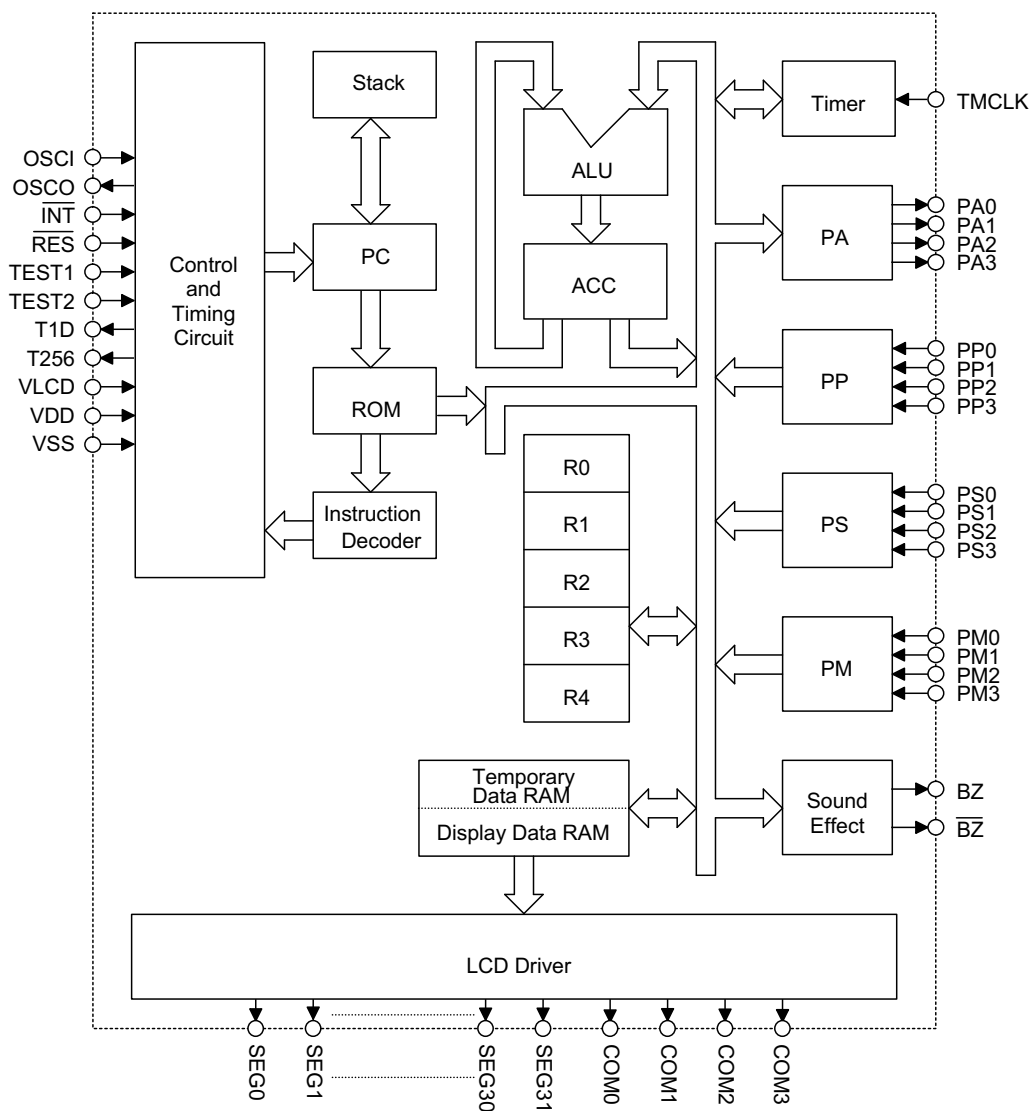 Stack
Timer
TMCLK
OSCI
OSCO
INT
RES
TEST1
TEST2
T1D
T256
VLCD
VDD
VSS
Control
and
Timing
Circuit
PC
ROM
Instruction
Decoder
ALU
ACC
R0
R1
R2
R3
R4
Temporary
Data RAM
Display Data RAM
PA
PA0
PA1
PA2
PA3
PP
PP0
PP1
PP2
PP3
PS
PS0
PS1
PS2
PS3
PM
PM0
PM1
PM2
PM3
Sound
Effect
BZ
BZ
LCD Driver
SEG0
SEG1
SEG30
SEG31
COM0
COM1
COM2
COM3